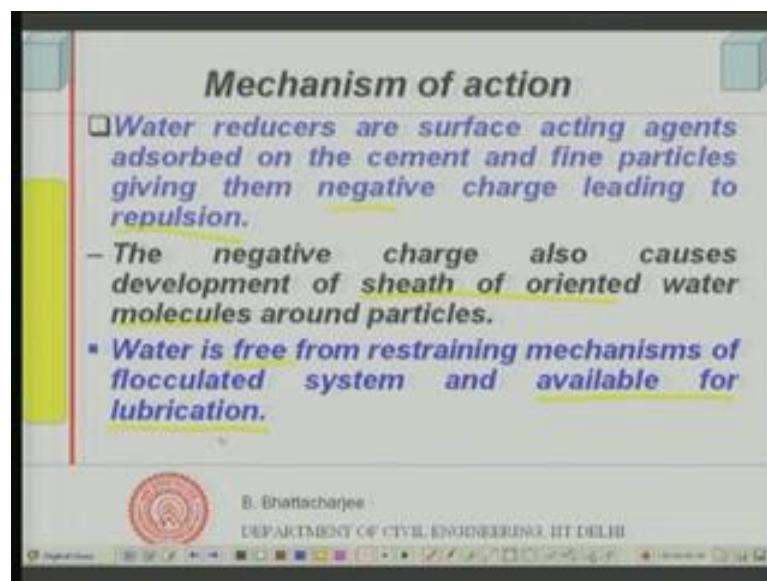 Mechanism of action
❑Water reducers are surface acting agents
adsorbed on the cement and fine particles
giving them negative charge leading to
repulsion.
– The negative charge also causes
development of sheath of oriented water
molecules around particles.
▪ Water is free from restraining mechanisms of
flocculated system and available for
lubrication.
B. Bhattacharjee
DEPARTMENT OF CIVIL ENGINEERING, IIT DELHI